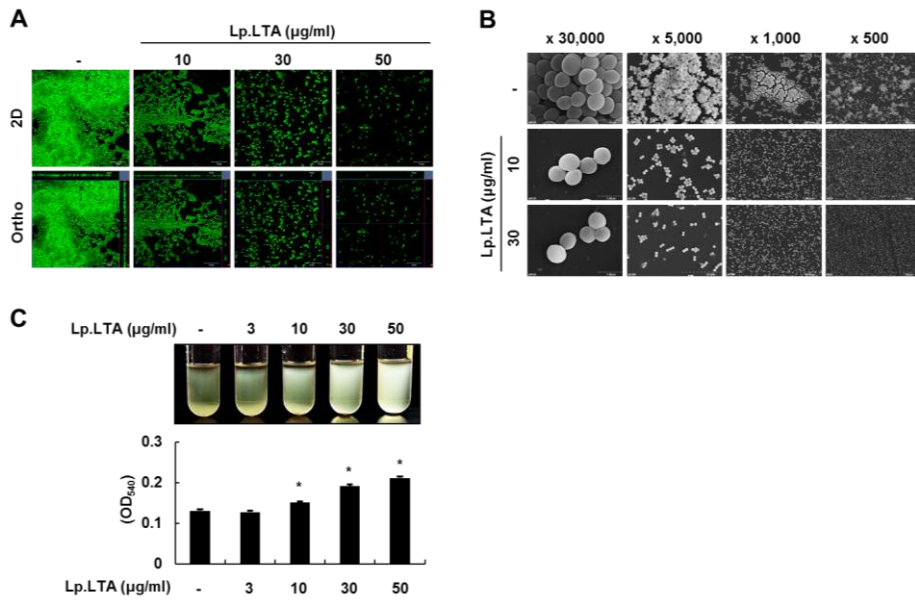 A
Lp.LTA (μg/ml)
- 10 30 50
2D
Ortho
B
x 30,000 x 5,000 x 1,000 x 500
-
Lp.LTA (μg/ml)
10
30
C
Lp.LTA (μg/ml) - 3 10 30 50
0.3
0.2
0.1
0
(OD540)
* * *
Lp.LTA (μg/ml) - 3 10 30 50